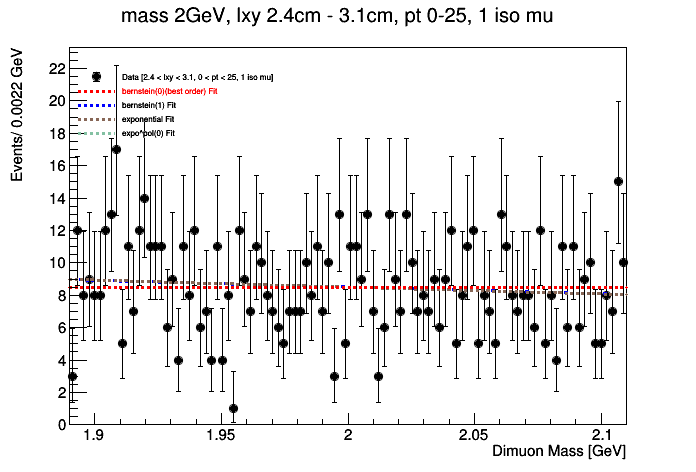 mass 2GeV, lxy 2.4cm - 3.1cm, pt 0-25, 1 iso mu
Events/ 0.0022 GeV
22
20
18
16
14
12
10
8
6
4
2
0
Data [2.4 < lxy < 3.1, 0 < pt < 25, 1 iso mu]
bernstein(0)(best order) Fit
bernstein(1) Fit
exponential Fit
expo*pol(0) Fit
1.9
1.95
2
2.05
2.1
Dimuon Mass [GeV]